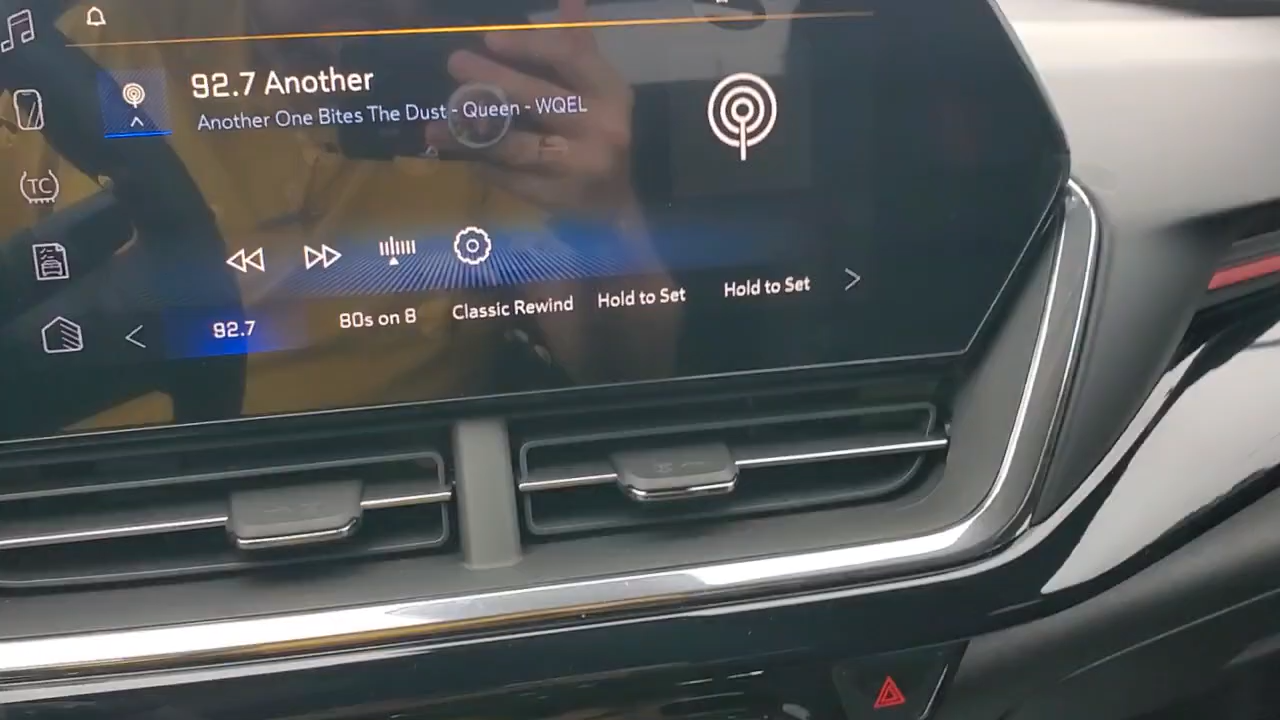 92.7 Another
Another One Bites The Dust - Queen - WQEL
TC
92.7
80s on 8
Classic Rewind
Hold to Set
Hold to Set